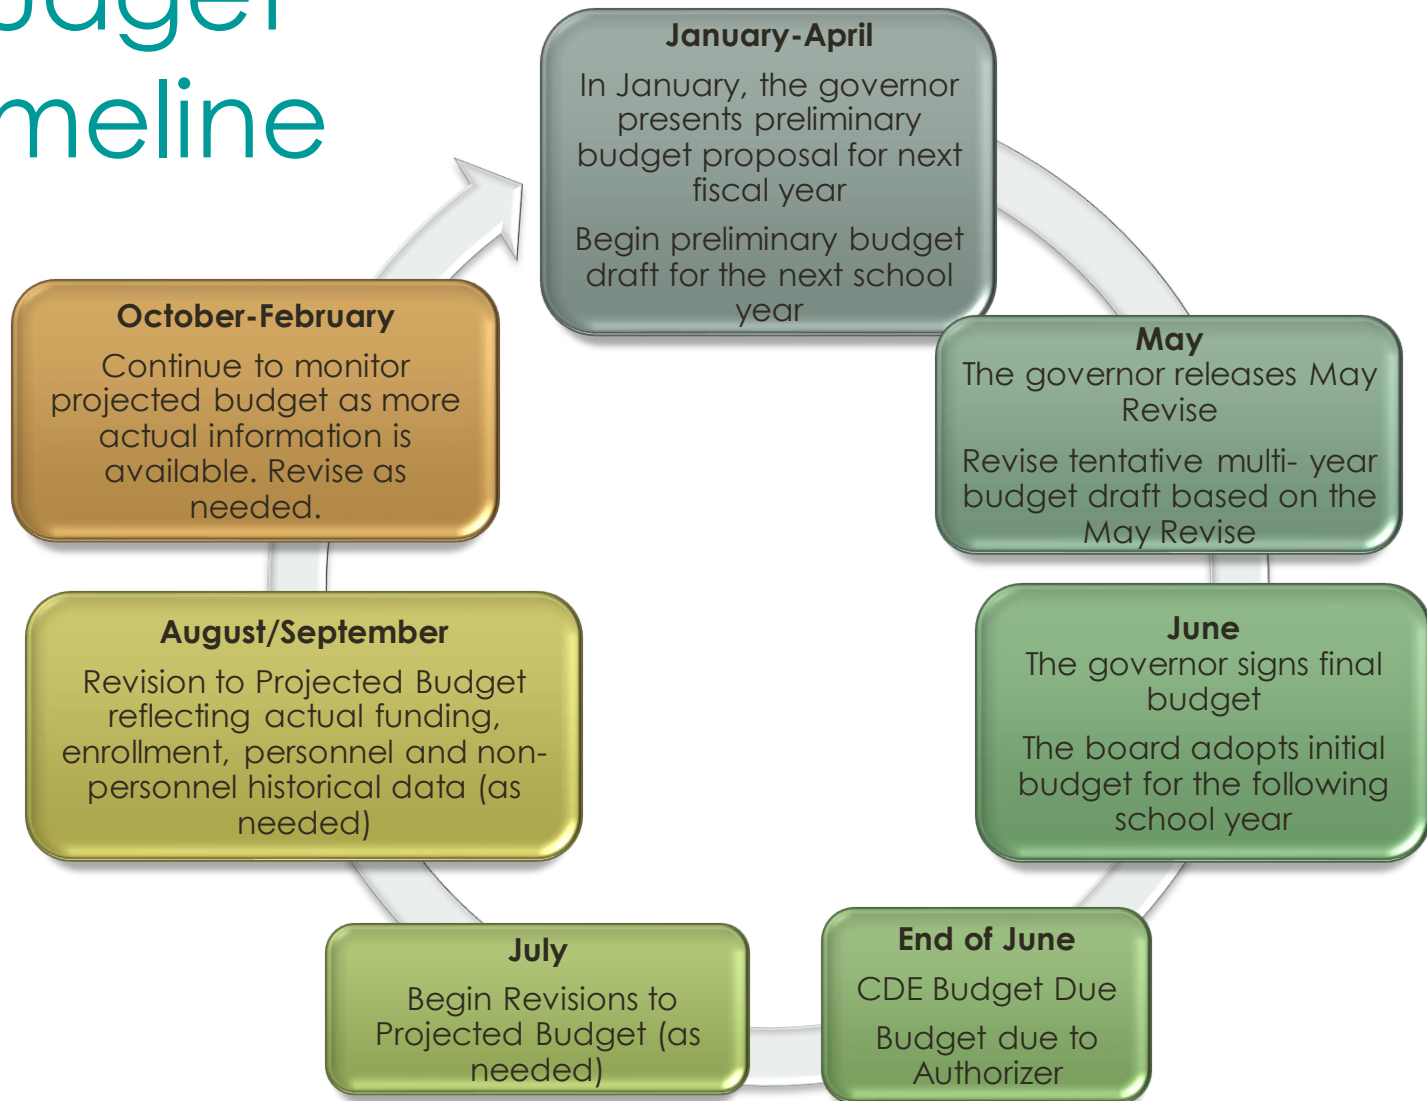 udget
meline
January-April
In January, the governor
presents preliminary
budget proposal for next
fiscal year
Begin preliminary budget
draft for the next school
year
May
The governor releases May
Revise
Revise tentative multi- year
budget draft based on the
May Revise
June
The governor signs final
budget
The board adopts initial
budget for the following
school year
End of June
CDE Budget Due
Budget due to
Authorizer
July
Begin Revisions to
Projected Budget (as
needed)
August/September
Revision to Projected Budget
reflecting actual funding,
enrollment, personnel and non-
personnel historical data (as
needed)
October-February
Continue to monitor
projected budget as more
actual information is
available. Revise as
needed.